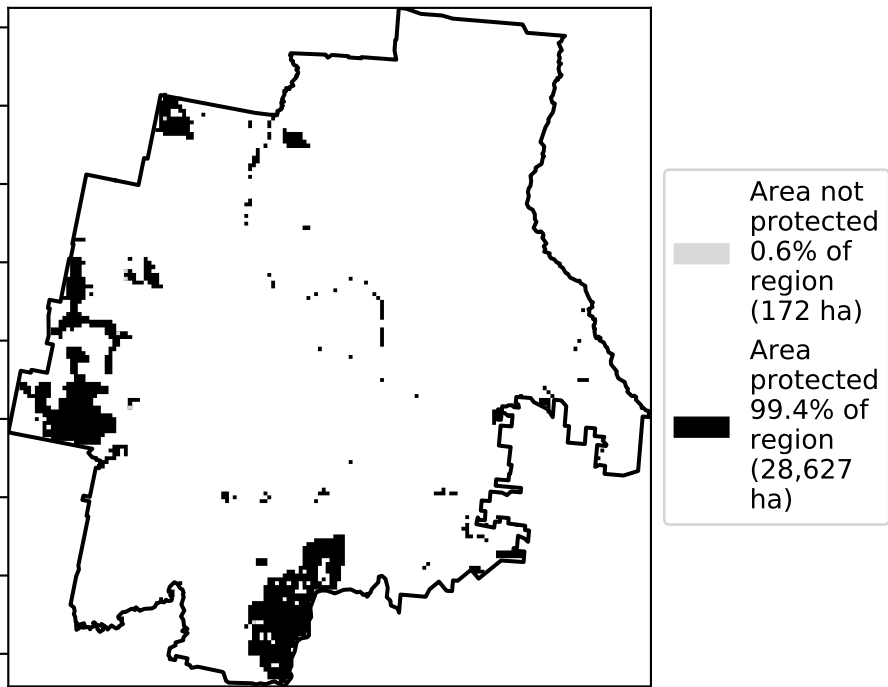 Area not
protected
0.6% of
region
(172 ha)
Area
protected
99.4% of
region
(28,627
ha)